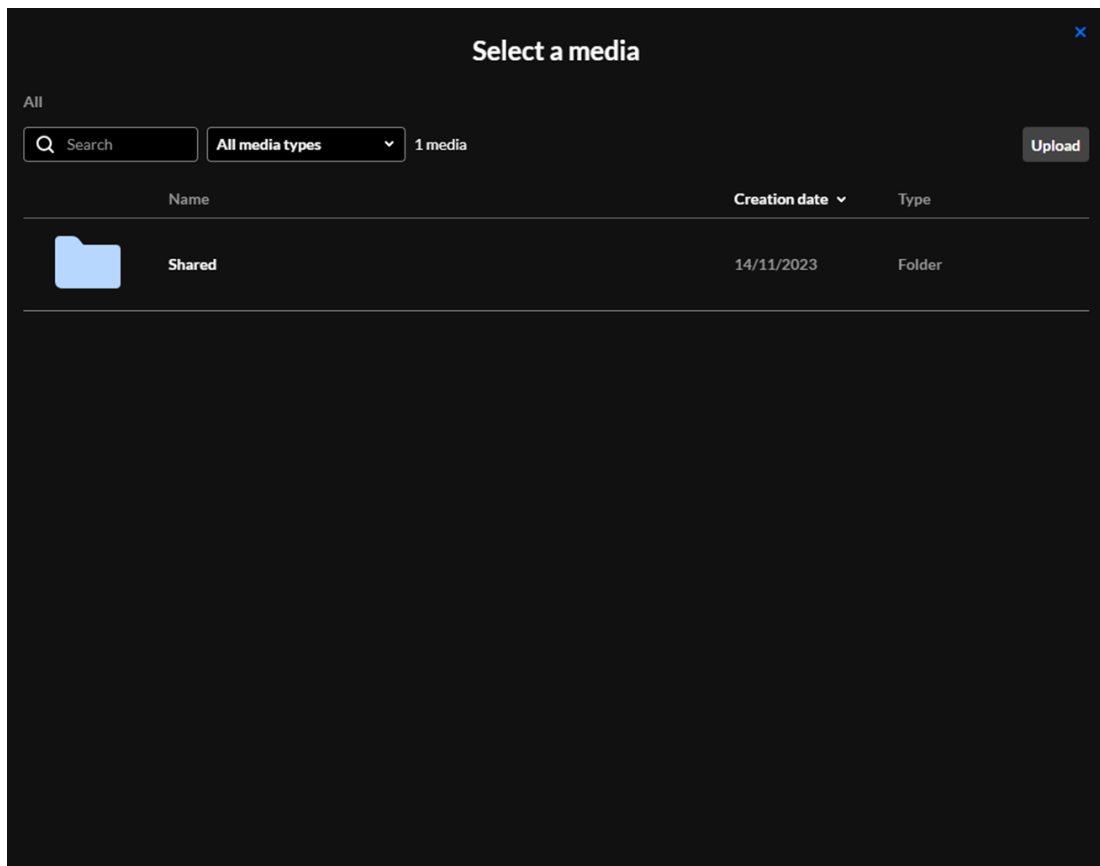 Select a media
All
Search All media types 1 media Upload
Name Creation date Type
Shared 14/11/2023 Folder